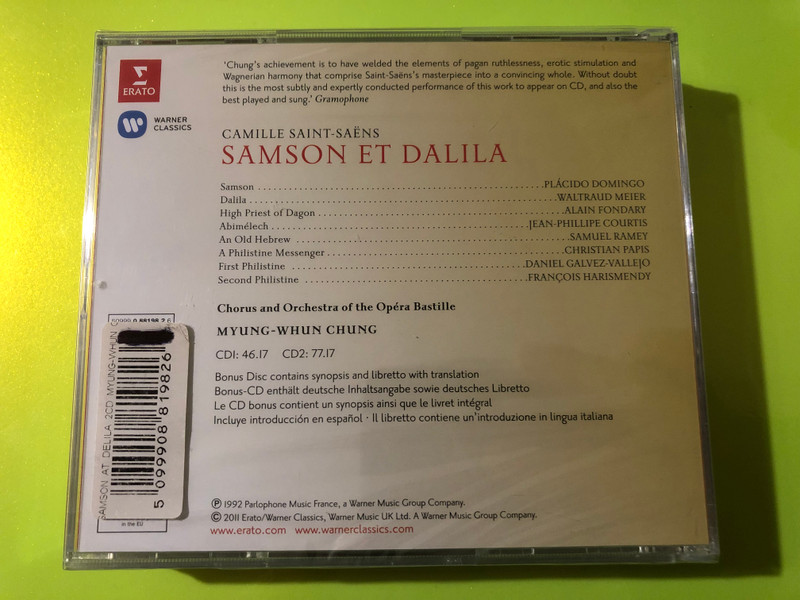 'Chung's achievement is to have welded the elements of pagan ruthlessness, erotic stimulation and
Wagnerian harmony that comprise Saint-Saëns's masterpiece into a convincing whole. Without doubt
this is the most subtly and expertly conducted performance of this work to appear on CD, and also the
best played and sung.' Gramophone
ERATO
WARNER
CLASSICS
CAMILLE SAINT-SAËNS
SAMSON ET DALILA
Samson ........ PLÁCIDO DOMINGO
Dalila ........ WALTRAUD MEIER
High Priest of Dagon ........ ALAIN FONDARY
Abimélech ........ JEAN-PHILLIPE COURTIS
An Old Hebrew ........ SAMUEL RAMEY
A Philistine Messenger ........ CHRISTIAN PAPIS
First Philistine ........ DANIEL GALVEZ-VALLEJO
Second Philistine ........ FRANÇOIS HARISMENDY
Chorus and Orchestra of the Opéra Bastille
MYUNG-WHUN CHUNG
CD1: 46.17 CD2: 77.17
Bonus Disc contains synopsis and libretto with translation
Bonus-CD enthält deutsche Inhaltsangabe sowie deutsches Libretto
Le CD bonus contient un synopsis ainsi que le livret intégral
Incluye introducción en español · Il libretto contiene un'introduzione in lingua italiana
SAMSON AT DELILA 2CD MYUNG-WHUN C
5 099908 819826
in the EU
℗ 1992 Parlophone Music France, a Warner Music Group Company.
© 2011 Erato/Warner Classics, Warner Music UK Ltd. A Warner Music Group Company.
www.erato.com www.warnerclassics.com